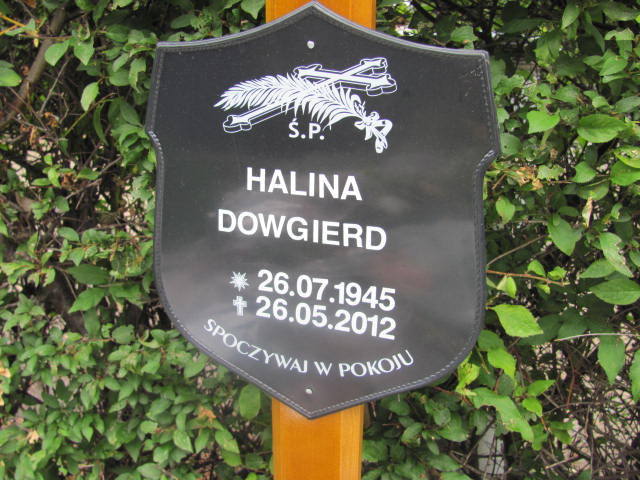 Ś.P.
HALINA
DOWGIERD
26.07.1945
26.05.2012
SPOCZYWAJ W POKOJU